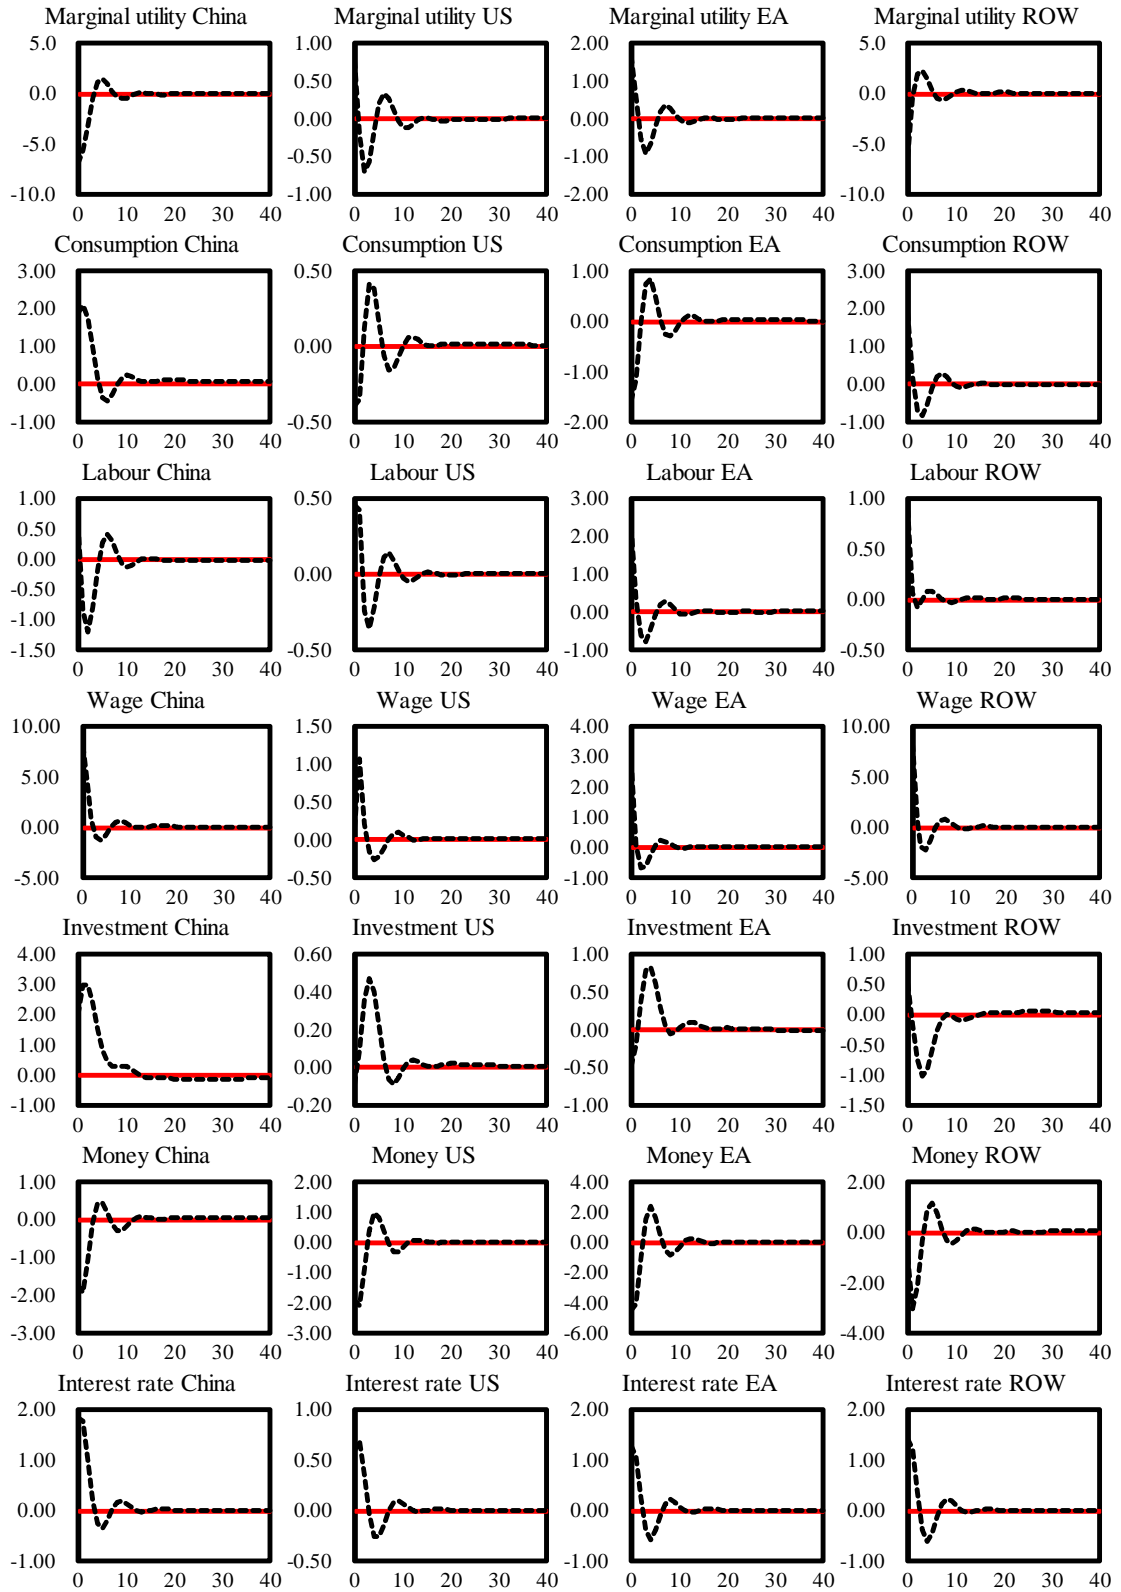 Marginal utility China Marginal utility US Marginal utility EA Marginal utility ROW
5.0 1.00 2.00 5.0
0.0 0.50 1.00 0.0
-5.0 0.00 0.00 -5.0
-10.0 -0.50 -1.00 -10.0
-1.00 -2.00
0 10 20 30 40 0 10 20 30 40 0 10 20 30 40 0 10 20 30 40
Consumption China Consumption US Consumption EA Consumption ROW
3.00 0.50 1.00 3.00
2.00 0.00 0.00 2.00
1.00 -0.50 -1.00 1.00
0.00 -2.00 0.00
-1.00 -1.00
0 10 20 30 40 0 10 20 30 40 0 10 20 30 40 0 10 20 30 40
Labour China Labour US Labour EA Labour ROW
1.00 0.50 3.00 1.00
0.50 0.00 2.00 0.50
0.00 -0.50 1.00 0.00
-0.50 0.00 -0.50
-1.00 -1.00
-1.50
0 10 20 30 40 0 10 20 30 40 0 10 20 30 40 0 10 20 30 40
Wage China Wage US Wage EA Wage ROW
10.00 1.50 4.00 10.00
5.00 1.00 3.00 5.00
0.00 0.50 2.00 0.00
-5.00 0.00 1.00 -5.00
-0.50 0.00
-1.00
0 10 20 30 40 0 10 20 30 40 0 10 20 30 40 0 10 20 30 40
Investment China Investment US Investment EA Investment ROW
4.00 0.60 1.00 1.00
3.00 0.40 0.50 0.50
2.00 0.20 0.00 0.00
1.00 0.00 -0.50 -0.50
0.00 -0.20 -1.00 -1.00
-1.00 -1.50
0 10 20 30 40 0 10 20 30 40 0 10 20 30 40 0 10 20 30 40
Money China Money US Money EA Money ROW
1.00 2.00 4.00 2.00
0.00 1.00 2.00 0.00
-1.00 0.00 0.00 -2.00
-2.00 -1.00 -2.00 -4.00
-3.00 -2.00 -4.00
-3.00 -6.00
0 10 20 30 40 0 10 20 30 40 0 10 20 30 40 0 10 20 30 40
Interest rate China Interest rate US Interest rate EA Interest rate ROW
2.00 1.00 2.00 2.00
1.00 0.50 1.00 1.00
0.00 0.00 0.00 0.00
-1.00 -0.50 -1.00 -1.00
0 10 20 30 40 0 10 20 30 40 0 10 20 30 40 0 10 20 30 40